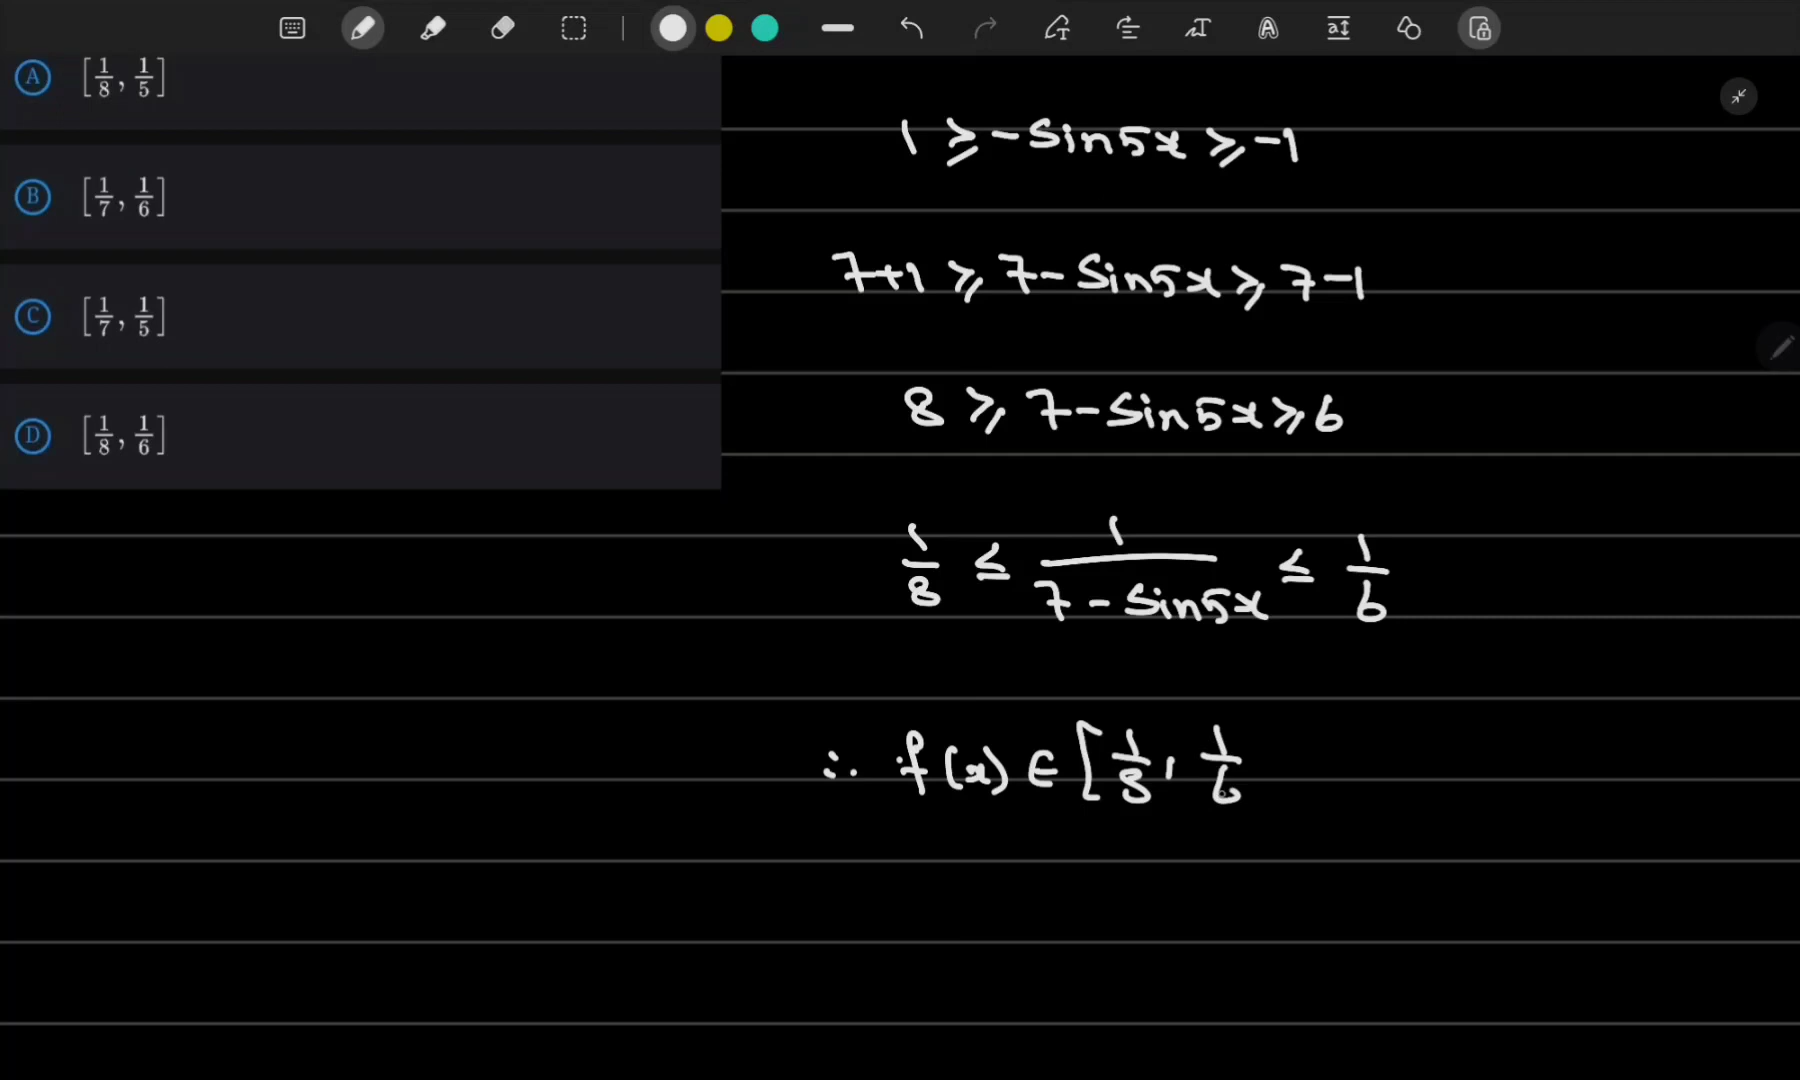 A [1/8, 1/5]
B [1/7, 1/6]
C [1/7, 1/5]
D [1/8, 1/6]
1 ≥ -Sin5x ≥ -1
7+1 ≥ 7-Sin5x ≥ 7-1
8 ≥ 7-Sin5x ≥ 6
1/8 ≤ 1/(7-Sin5x) ≤ 1/6
∴ f(x) ∈ [1/8, 1/6